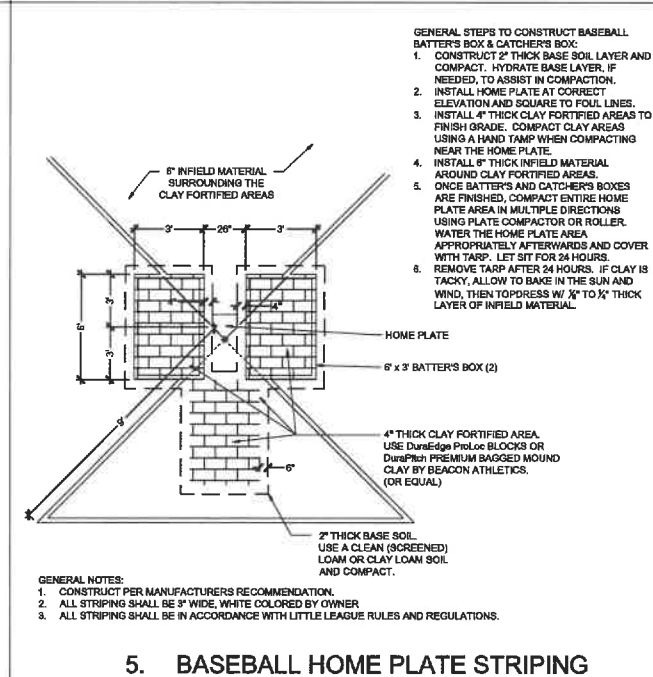 GENERAL STEPS TO CONSTRUCT BASEBALL
BATTER'S BOX & CATCHER'S BOX:
1. CONSTRUCT 2" THICK BASE SOIL LAYER AND
COMPACT. HYDRATE BASE LAYER, IF
NEEDED, TO ASSIST IN COMPACTION.
2. INSTALL HOME PLATE AT CORRECT
ELEVATION AND SQUARE TO FOUL LINES.
3. INSTALL 4" THICK CLAY FORTIFIED AREAS TO
FINISH GRADE. COMPACT CLAY AREAS
USING A HAND TAMP WHEN COMPACTING
NEAR THE HOME PLATE.
4. INSTALL 6" THICK INFIELD MATERIAL
AROUND CLAY FORTIFIED AREAS.
5. ONCE BATTER'S AND CATCHER'S BOXES
ARE FINISHED, COMPACT ENTIRE HOME
PLATE AREA IN MULTIPLE DIRECTIONS
USING PLATE COMPACTOR OR ROLLER.
WATER THE HOME PLATE AREA
APPROPRIATELY AFTERWARDS AND COVER
WITH TARP. LET SIT FOR 24 HOURS.
6. REMOVE TARP AFTER 24 HOURS. IF CLAY IS
TACKY, ALLOW TO BAKE IN THE SUN AND
WIND, THEN TOPDRESS W/ TO THICK
LAYER OF INFIELD MATERIAL.
6" INFIELD MATERIAL
SURROUNDING THE
CLAY FORTIFIED AREAS
3'
26"
3'
6'
3'
3'
4"
9'
6"
HOME PLATE
6' x 3' BATTER'S BOX (2)
4" THICK CLAY FORTIFIED AREA.
USE DuraEdge ProLoc BLOCKS OR
DuraPitch PREMIUM BAGGED MOUND
CLAY BY BEACON ATHLETICS.
(OR EQUAL)
2" THICK BASE SOIL.
USE A CLEAN (SCREENED)
LOAM OR CLAY LOAM SOIL
AND COMPACT.
GENERAL NOTES:
1. CONSTRUCT PER MANUFACTURERS RECOMMENDATION.
2. ALL STRIPING SHALL BE 3" WIDE, WHITE COLORED BY OWNER
3. ALL STRIPING SHALL BE IN ACCORDANCE WITH LITTLE LEAGUE RULES AND REGULATIONS.
5. BASEBALL HOME PLATE STRIPING